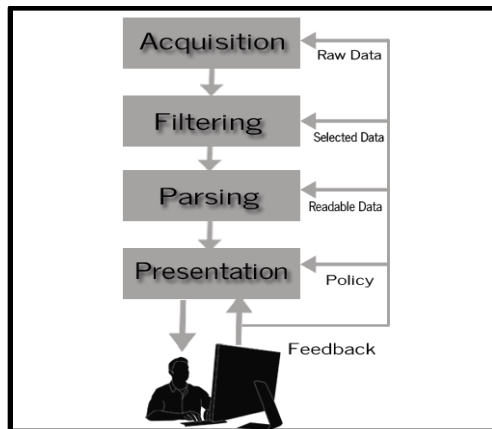 Acquisition
Raw Data
Filtering
Selected Data
Parsing
Readable Data
Presentation
Policy
Feedback